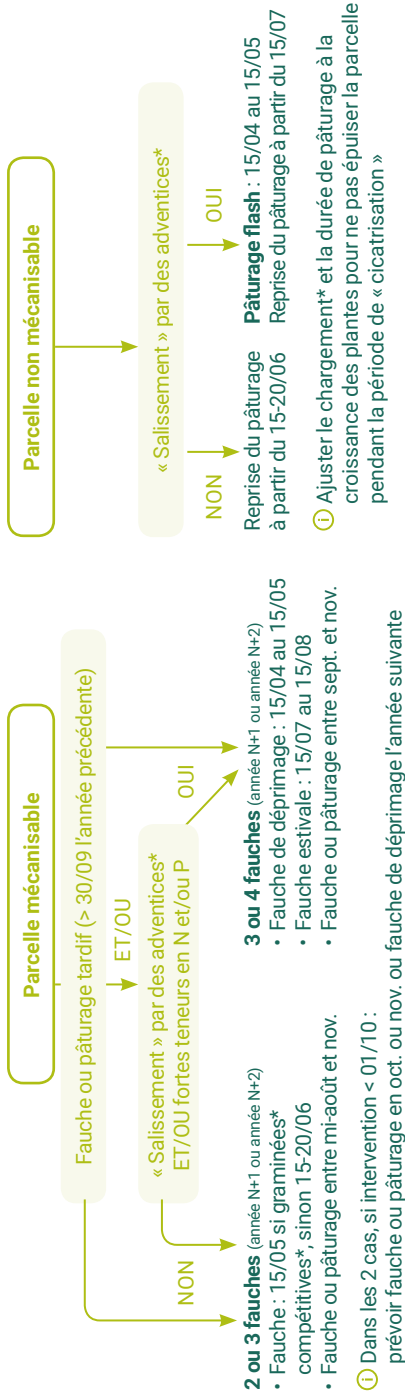 Parcelle mécanisable
Fauche ou pâturage tardif (> 30/09 l'année précédente)
ET/OU
« Salissement » par des adventices*
ET/OU fortes teneurs en N et/ou P
NON
OUI
2 ou 3 fauches (année N+1 ou année N+2)
• Fauche : 15/05 si graminées*
compétitives*, sinon 15-20/06
• Fauche ou pâturage entre mi-août et nov.
3 ou 4 fauches (année N+1 ou année N+2)
• Fauche de déprimage : 15/04 au 15/05
• Fauche estivale : 15/07 au 15/08
• Fauche ou pâturage entre sept. et nov.
i Dans les 2 cas, si intervention < 01/10 :
prévoir fauche ou pâturage en oct. ou nov. ou fauche de déprimage l'année suivante
Parcelle non mécanisable
« Salissement » par des adventices*
NON
OUI
Reprise du pâturage
à partir du 15-20/06
Pâturage flash : 15/04 au 15/05
Reprise du pâturage à partir du 15/07
i Ajuster le chargement* et la durée de pâturage à la
croissance des plantes pour ne pas épuiser la parcelle
pendant la période de « cicatrisation »